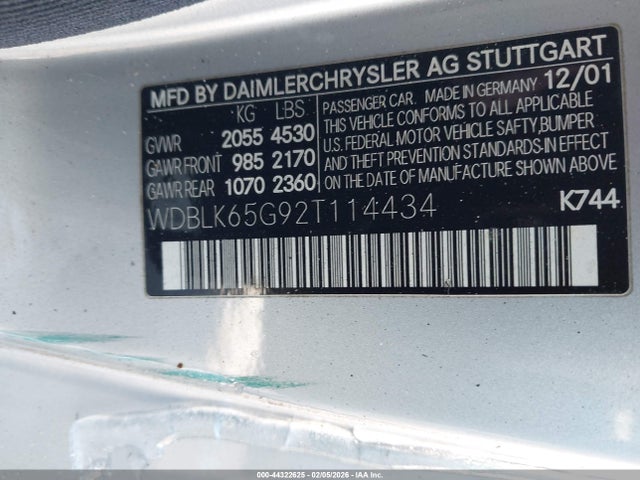 MFD BY DAIMLERCHRYSLER AG STUTTGART
KG LBS
GVWR 2055 4530
GAWR FRONT 985 2170
GAWR REAR 1070 2360
PASSENGER CAR. MADE IN GERMANY 12/01
THIS VEHICLE CONFORMS TO ALL APPLICABLE
U.S. FEDERAL MOTOR VEHICLE SAFTY,BUMPER
AND THEFT PREVENTION STANDARDS-IN EFFECT
ON THE DATE OF MANUFACTURE SHOWN ABOVE
WDBLK65G92T114434 K744
000-44322625 - 02/05/2026 - IAA Inc.